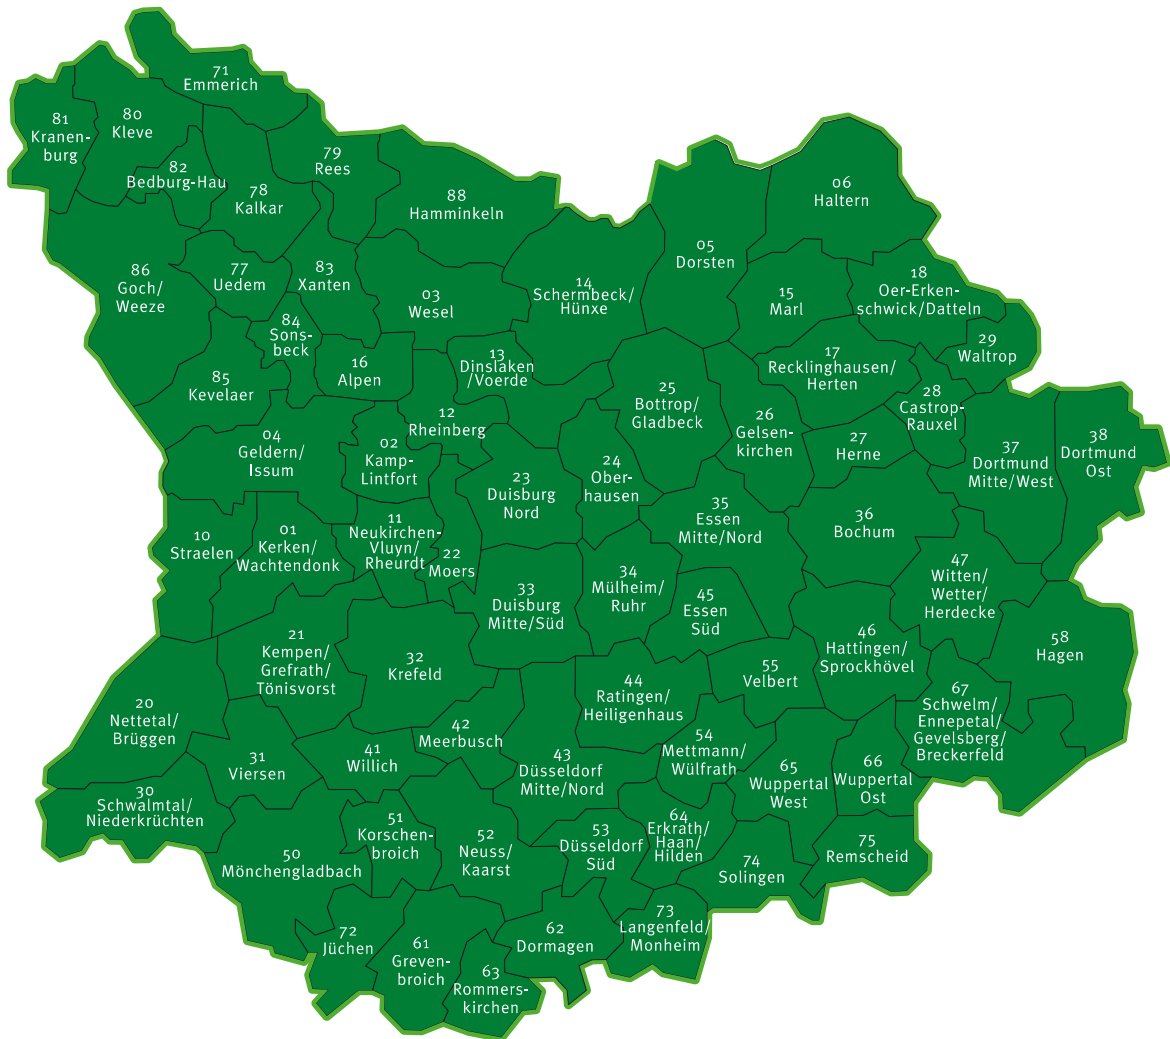 71
Emmerich
81
Kranen-
burg
80
Kleve
82
Bedburg-Hau
79
Rees
78
Kalkar
88
Hamminkeln
06
Haltern
05
Dorsten
86
Goch/
Weeze
77
Uedem
83
Xanten
03
Wesel
14
Schermbeck/
Hünxe
15
Marl
18
Oer-Erken-
schwick/Datteln
84
Sons-
beck
29
Waltrop
16
Alpen
13
Dinslaken
/Voerde
17
Recklinghausen/
Herten
85
Kevelaer
25
Bottrop/
Gladbeck
28
Castrop-
Rauxel
12
Rheinberg
26
Gelsen-
kirchen
04
Geldern/
Issum
02
Kamp-
Lintfort
27
Herne
37
Dortmund
Mitte/West
38
Dortmund
Ost
23
Duisburg
Nord
24
Ober-
hausen
35
Essen
Mitte/Nord
36
Bochum
10
Straelen
01
Kerken/
Wachtendonk
11
Neukirchen-
Vluyn/
Rheurdt
22
Moers
33
Duisburg
Mitte/Süd
34
Mülheim/
Ruhr
45
Essen
Süd
47
Witten/
Wetter/
Herdecke
21
Kempen/
Grefrath/
Tönisvorst
32
Krefeld
46
Hattingen/
Sprockhövel
58
Hagen
55
Velbert
44
Ratingen/
Heiligenhaus
20
Nettetal/
Brüggen
67
Schwelm/
Ennepetal/
Gevelsberg/
Breckerfeld
42
Meerbusch
54
Mettmann/
Wülfrath
31
Viersen
41
Willich
43
Düsseldorf
Mitte/Nord
65
Wuppertal
West
66
Wuppertal
Ost
30
Schwalmtal/
Niederkrüchten
51
Korschen-
broich
52
Neuss/
Kaarst
53
Düsseldorf
Süd
64
Erkrath/
Haan/
Hilden
75
Remscheid
50
Mönchengladbach
74
Solingen
72
Jüchen
61
Greven-
broich
62
Dormagen
73
Langenfeld/
Monheim
63
Rommers-
kirchen